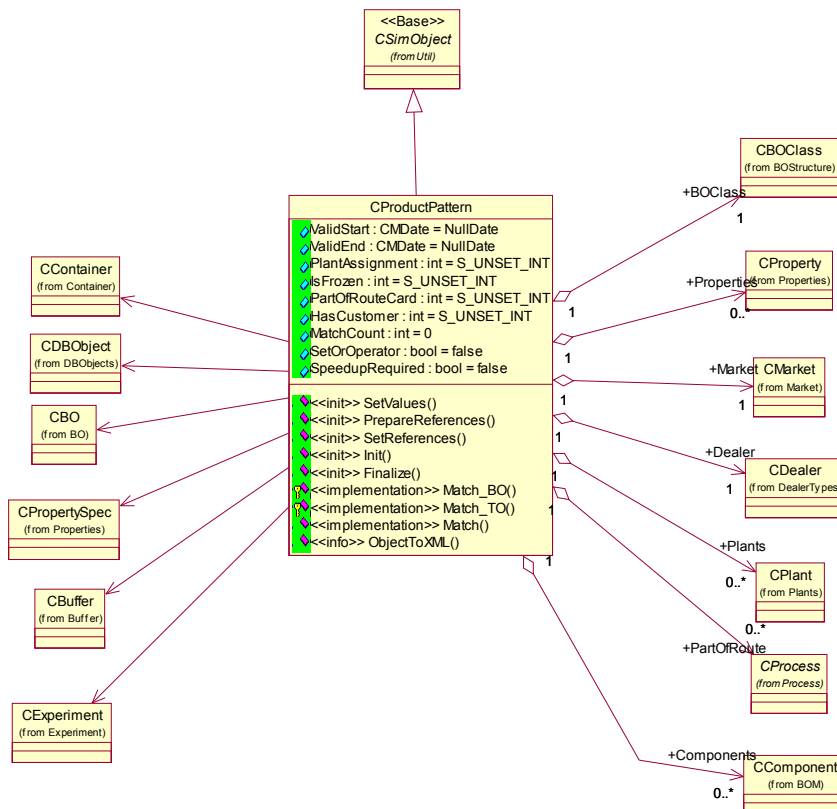 <<Base>>
CSimObject
(from Util)
CProductPattern
ValidStart : CMDate = NullDate
ValidEnd : CMDate = NullDate
PlantAssignment : int = S_UNSET_INT
IsFrozen : int = S_UNSET_INT
PartOfRouteCard : int = S_UNSET_INT
HasCustomer : int = S_UNSET_INT
MatchCount : int = 0
SetOrOperator : bool = false
SpeedupRequired : bool = false
<<init>> SetValues()
<<init>> PrepareReferences()
<<init>> SetReferences()
<<init>> Init()
<<init>> Finalize()
<<implementation>> Match_BO()
<<implementation>> Match_TO()
<<implementation>> Match()
<<info>> ObjectToXML()
CContainer
(from Container)
CDBObject
(from DBObjects)
CBO
(from BO)
CPropertySpec
(from Properties)
CBuffer
(from Buffer)
CExperiment
(from Experiment)
CBOClass
(from BOStructure)
+BOClass
1
1
CProperty
(from Properties)
+Properties
0..*
1
CMarket
(from Market)
+Market
1
1
+Dealer
CDealer
(from DealerTypes)
1
1
+Plants
CPlant
(from Plants)
0..*
1
0..*
+PartOfRoute
CProcess
(from Process)
1
1
+Components
CComponent
(from BOM)
0..*